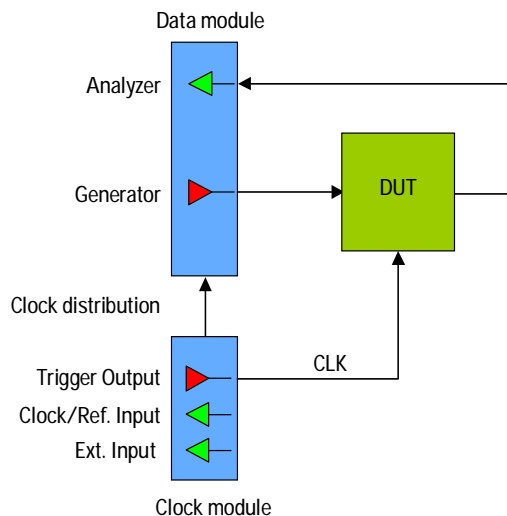 Data module
Analyzer
Generator
DUT
Clock distribution
Trigger Output
CLK
Clock/Ref. Input
Ext. Input
Clock module